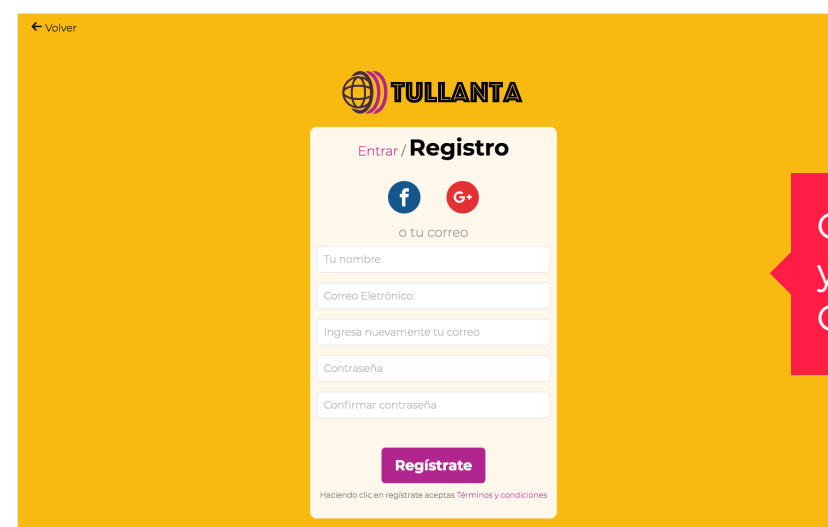 Volver
TULLANTA
Entrar / Registro
f G+
o tu correo
Tu nombre
Correo Eletrónico:
Ingresa nuevamente tu correo
Contraseña
Confirmar contraseña
Regístrate
Haciendo clic en regístrate aceptas Términos y condiciones
y